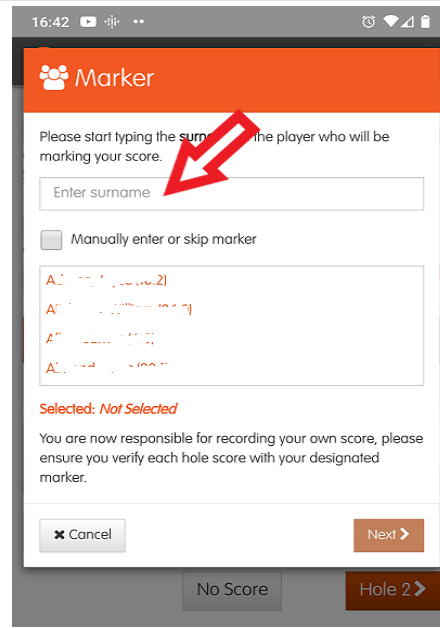 16:42
Marker
Please start typing the the player who will be
marking your score.
Enter surname
Manually enter or skip marker
Selected: Not Selected
You are now responsible for recording your own score, please
ensure you verify each hole score with your designated
marker.
Cancel
Next
No Score
Hole 2